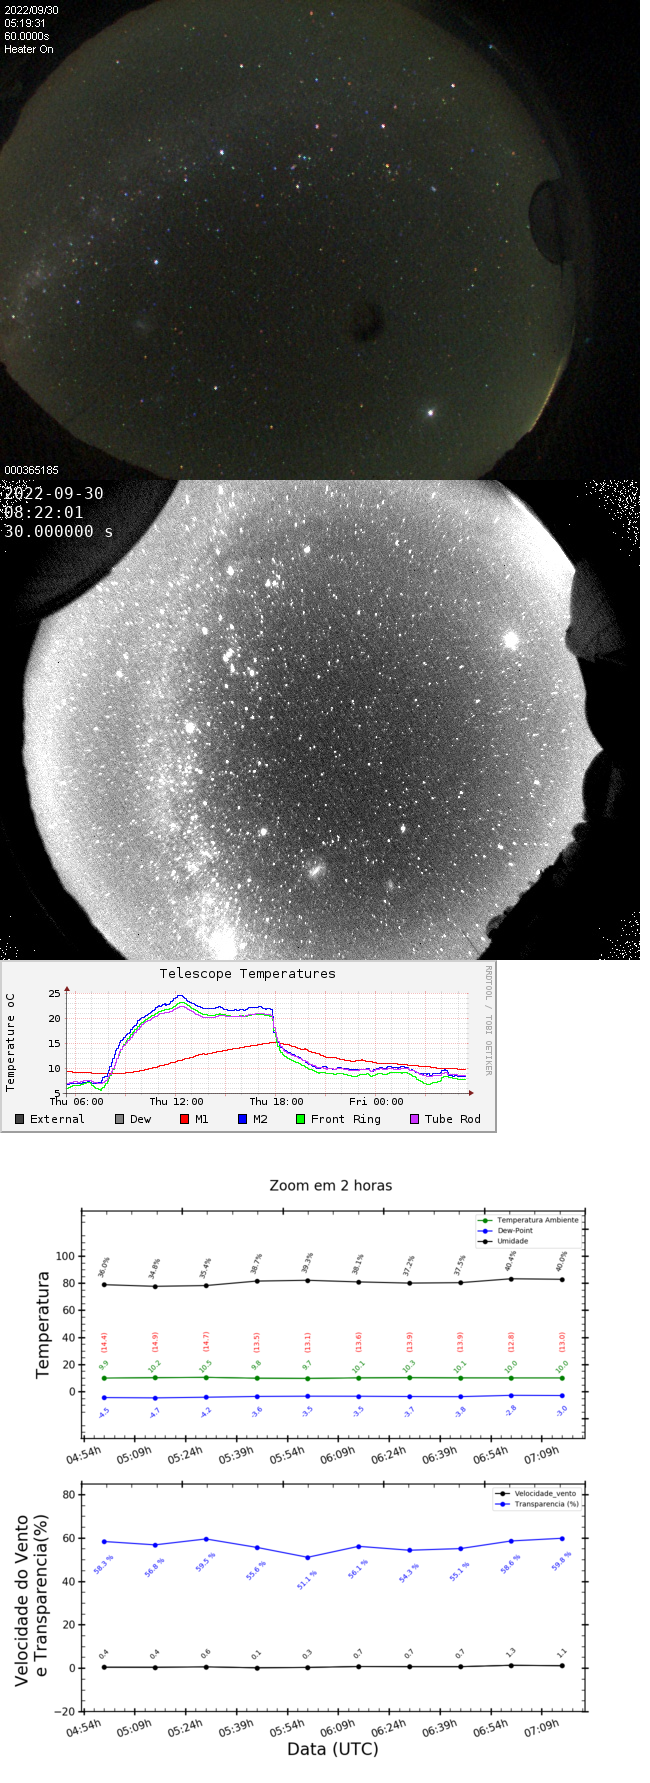 2022/09/30
05:19:31
60.0000s
Heater On
000365185
2022-09-30
08:22:01
30.000000 s
Telescope Temperatures
RRDTOOL / TOBI OETIKER
Temperature oC
25
20
15
10
5
Thu 06:00 Thu 12:00 Thu 18:00 Fri 00:00
External Dew M1 M2 Front Ring Tube Rod
Zoom em 2 horas
Temperatura Ambiente
Dew-Point
Umidade
Temperatura
100
80
60
40
20
0
36.0% 34.8% 35.4% 38.7% 39.3% 38.1% 37.2% 37.5% 40.4% 40.0%
(14.4) (14.9) (14.7) (13.5) (13.1) (13.6) (13.9) (13.9) (12.8) (13.0)
9.9 10.2 10.5 9.8 9.7 10.1 10.3 10.1 10.0 10.0
-4.5 -4.7 -4.2 -3.6 -3.5 -3.5 -3.7 -3.8 -2.8 -3.0
04:54h 05:09h 05:24h 05:39h 05:54h 06:09h 06:24h 06:39h 06:54h 07:09h
Velocidade_vento
Transparencia (%)
Velocidade do Vento
e Transparencia(%)
80
60
40
20
0
−20
58.3 % 56.8 % 59.5 % 55.6 % 51.1 % 56.1 % 54.3 % 55.1 % 58.6 % 59.8 %
0.4 0.4 0.6 0.1 0.3 0.7 0.7 0.7 1.3 1.1
04:54h 05:09h 05:24h 05:39h 05:54h 06:09h 06:24h 06:39h 06:54h 07:09h
Data (UTC)